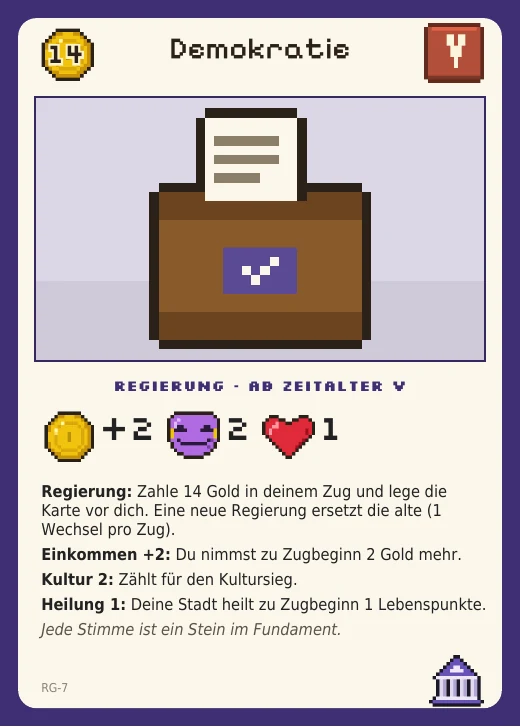 14 Demokratie V
REGIERUNG - AB ZEITALTER V
+2 2 1
Regierung: Zahle 14 Gold in deinem Zug und lege die
Karte vor dich. Eine neue Regierung ersetzt die alte (1
Wechsel pro Zug).
Einkommen +2: Du nimmst zu Zugbeginn 2 Gold mehr.
Kultur 2: Zählt für den Kultursieg.
Heilung 1: Deine Stadt heilt zu Zugbeginn 1 Lebenspunkte.
Jede Stimme ist ein Stein im Fundament.
RG-7